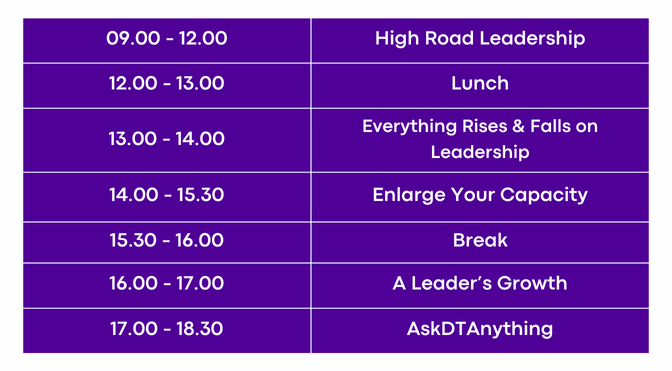 09.00 - 12.00 High Road Leadership
12.00 - 13.00 Lunch
13.00 - 14.00 Everything Rises & Falls on
Leadership
14.00 - 15.30 Enlarge Your Capacity
15.30 - 16.00 Break
16.00 - 17.00 A Leader's Growth
17.00 - 18.30 AskDTAnything